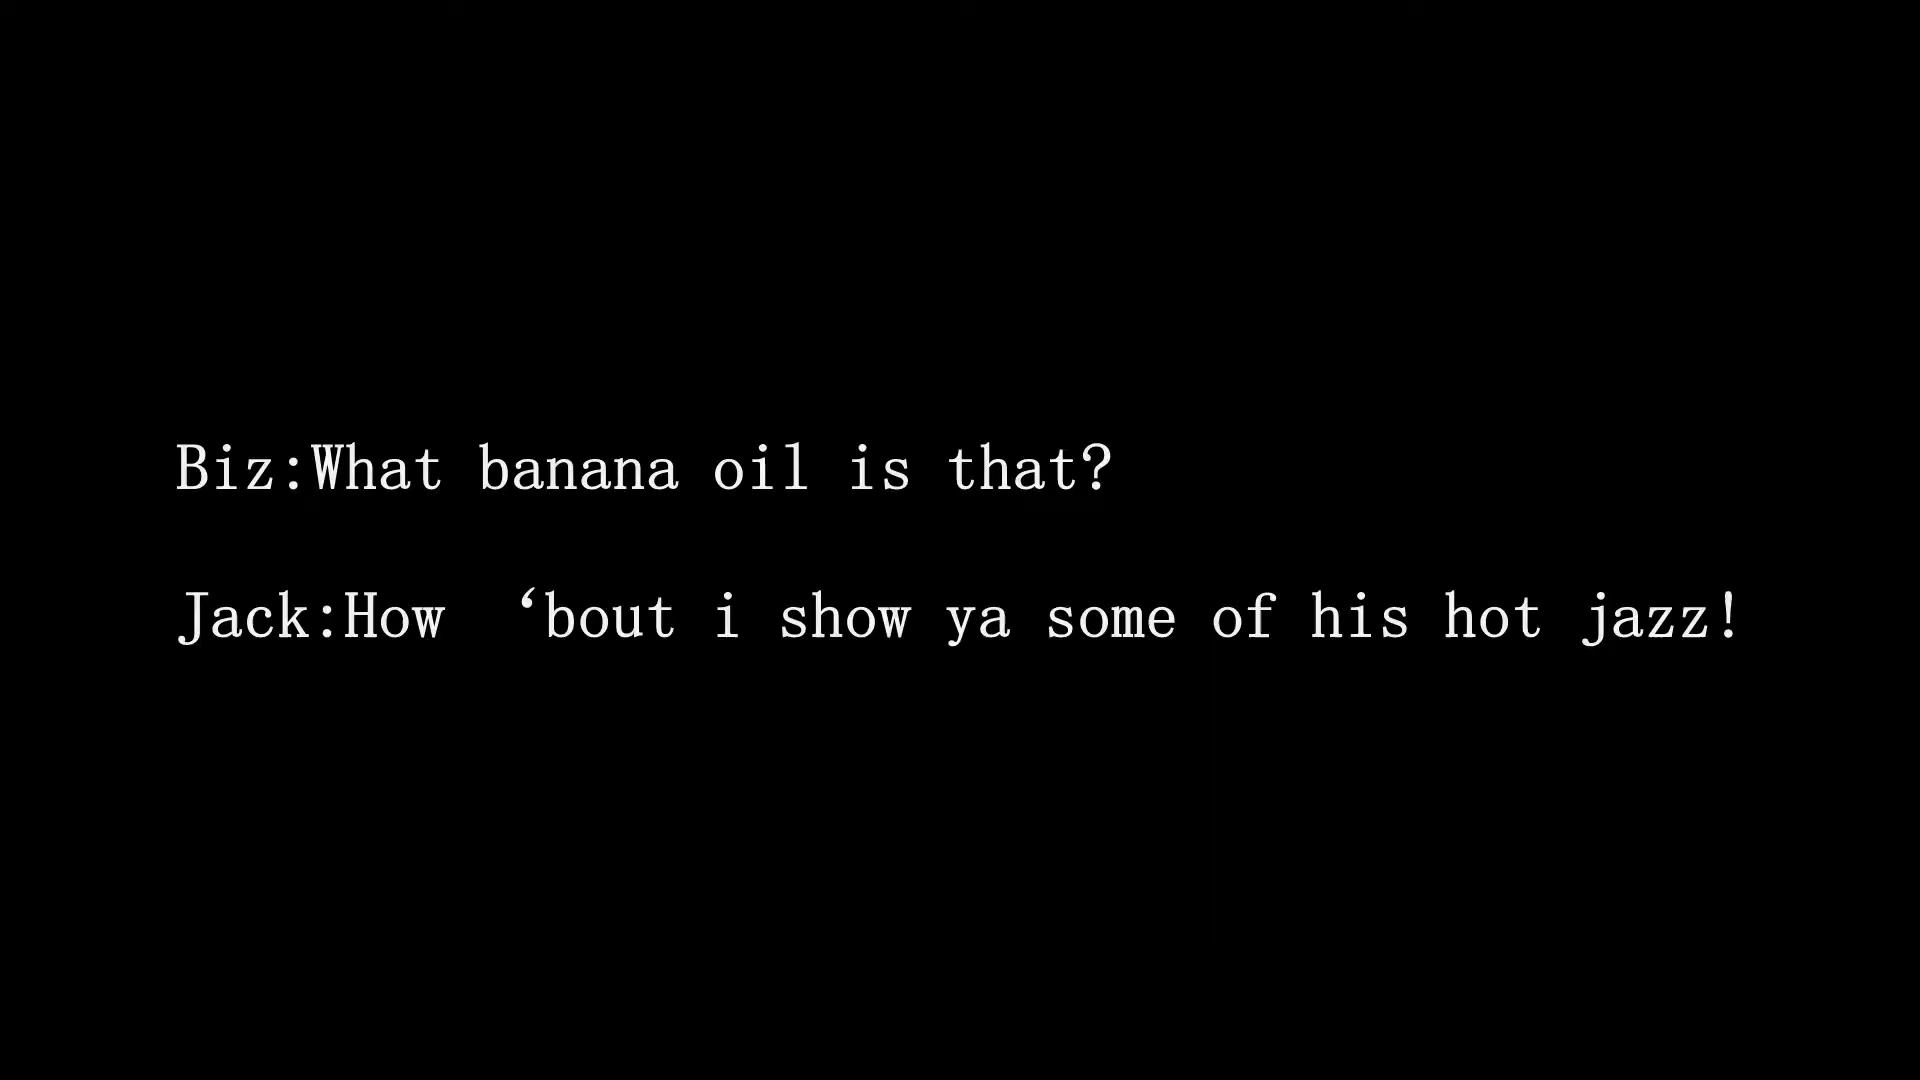 Biz:What banana oil is that?
Jack:How ‘bout i show ya some of his hot jazz!